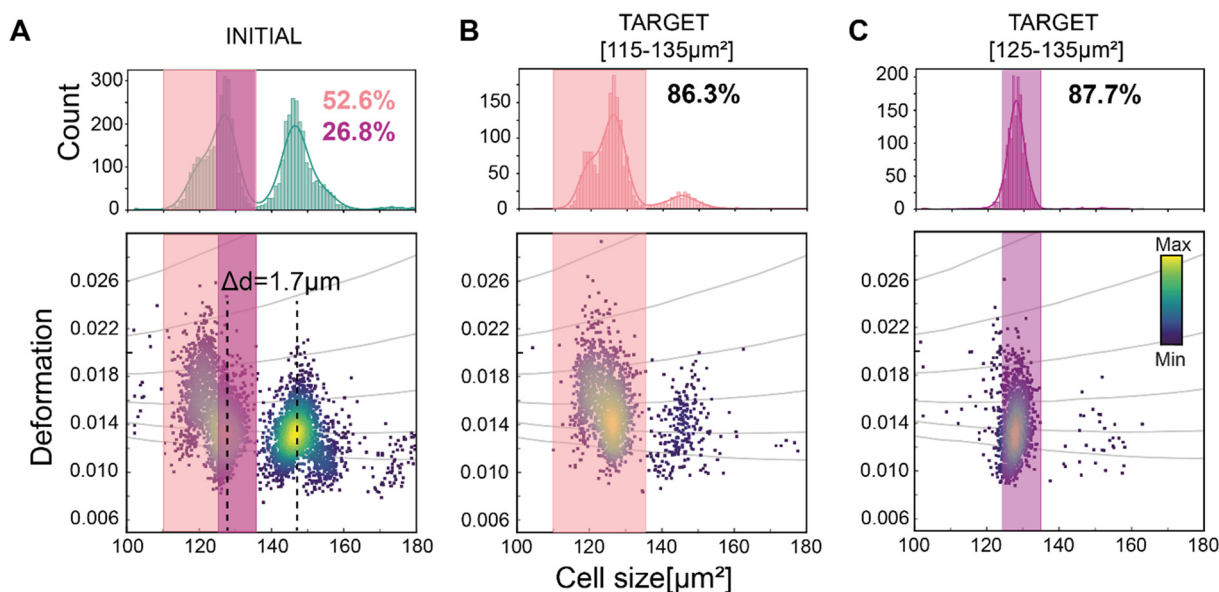 A
INITIAL
B
TARGET
[115-135µm²]
C
TARGET
[125-135µm²]
Count
300
200
100
0
52.6%
26.8%
150
100
50
0
86.3%
200
150
100
50
0
87.7%
Deformation
0.026
0.022
0.018
0.014
0.010
0.006
Δd=1.7µm
100 120 140 160 180
0.026
0.022
0.018
0.014
0.010
0.006
100 120 140 160 180
0.026
0.022
0.018
0.014
0.010
0.006
Max
Min
100 120 140 160 180
Cell size[µm²]